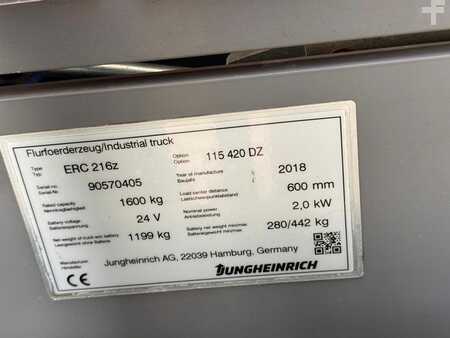 Flurfoerderzeug/Industrial truck
Type
Typ
ERC 216z
Option
Option
115 420 DZ
Serial no.
Serial-Nr.
90570405
Year of manufacture
Baujahr
2018
Rated capacity
Nenntragfähigkeit
1600 kg
Load center distance
Lastschwerpunktabstand
600 mm
Battery voltage
Batteriespannung
24 V
Nominal power
Antriebsleistung
2,0 kW
Net weight of truck w/o battery
Leergewicht ohne Batterie
1199 kg
Battery weight min/max
Batteriegewicht min/max
280/442 kg
Manufacturer
Hersteller
Jungheinrich AG, 22039 Hamburg, Germany
CE
JUNGHEINRICH